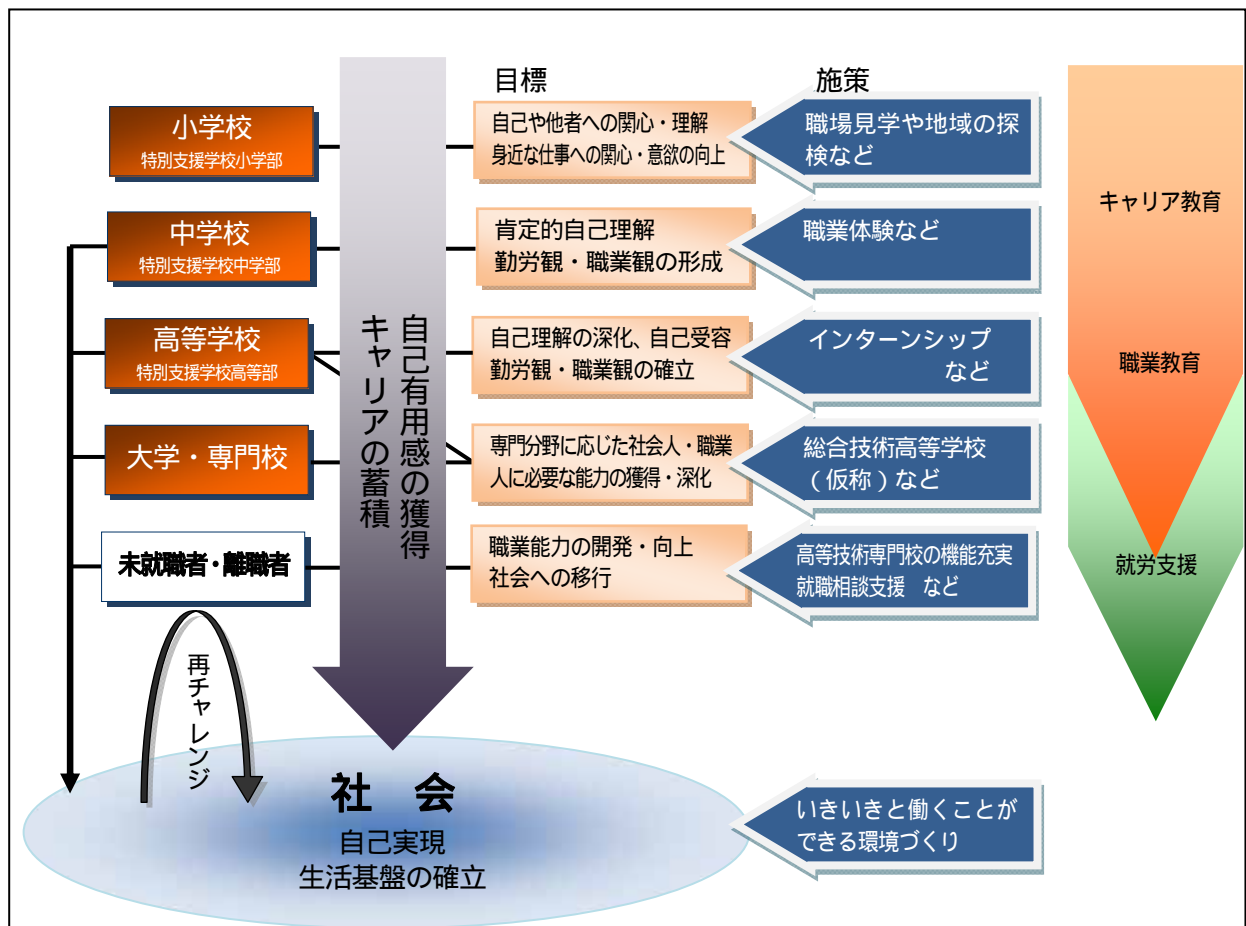 目標
施策
小学校
特別支援学校小学部
自己や他者への関心・理解
身近な仕事への関心・意欲の向上
職場見学や地域の探
検など
中学校
特別支援学校中学部
肯定的自己理解
勤労観・職業観の形成
職業体験など
高等学校
特別支援学校高等部
自己理解の深化、自己受容
勤労観・職業観の確立
インターンシップ
など
大学・専門校
専門分野に応じた社会人・職業
人に必要な能力の獲得・深化
総合技術高等学校
(仮称)など
未就職者・離職者
職業能力の開発・向上
社会への移行
高等技術専門校の機能充実
就職相談支援 など
自己有用感の獲得
キャリアの蓄積
キャリア教育
職業教育
就労支援
再チャレンジ
社 会
自己実現
生活基盤の確立
いきいきと働くことが
できる環境づくり